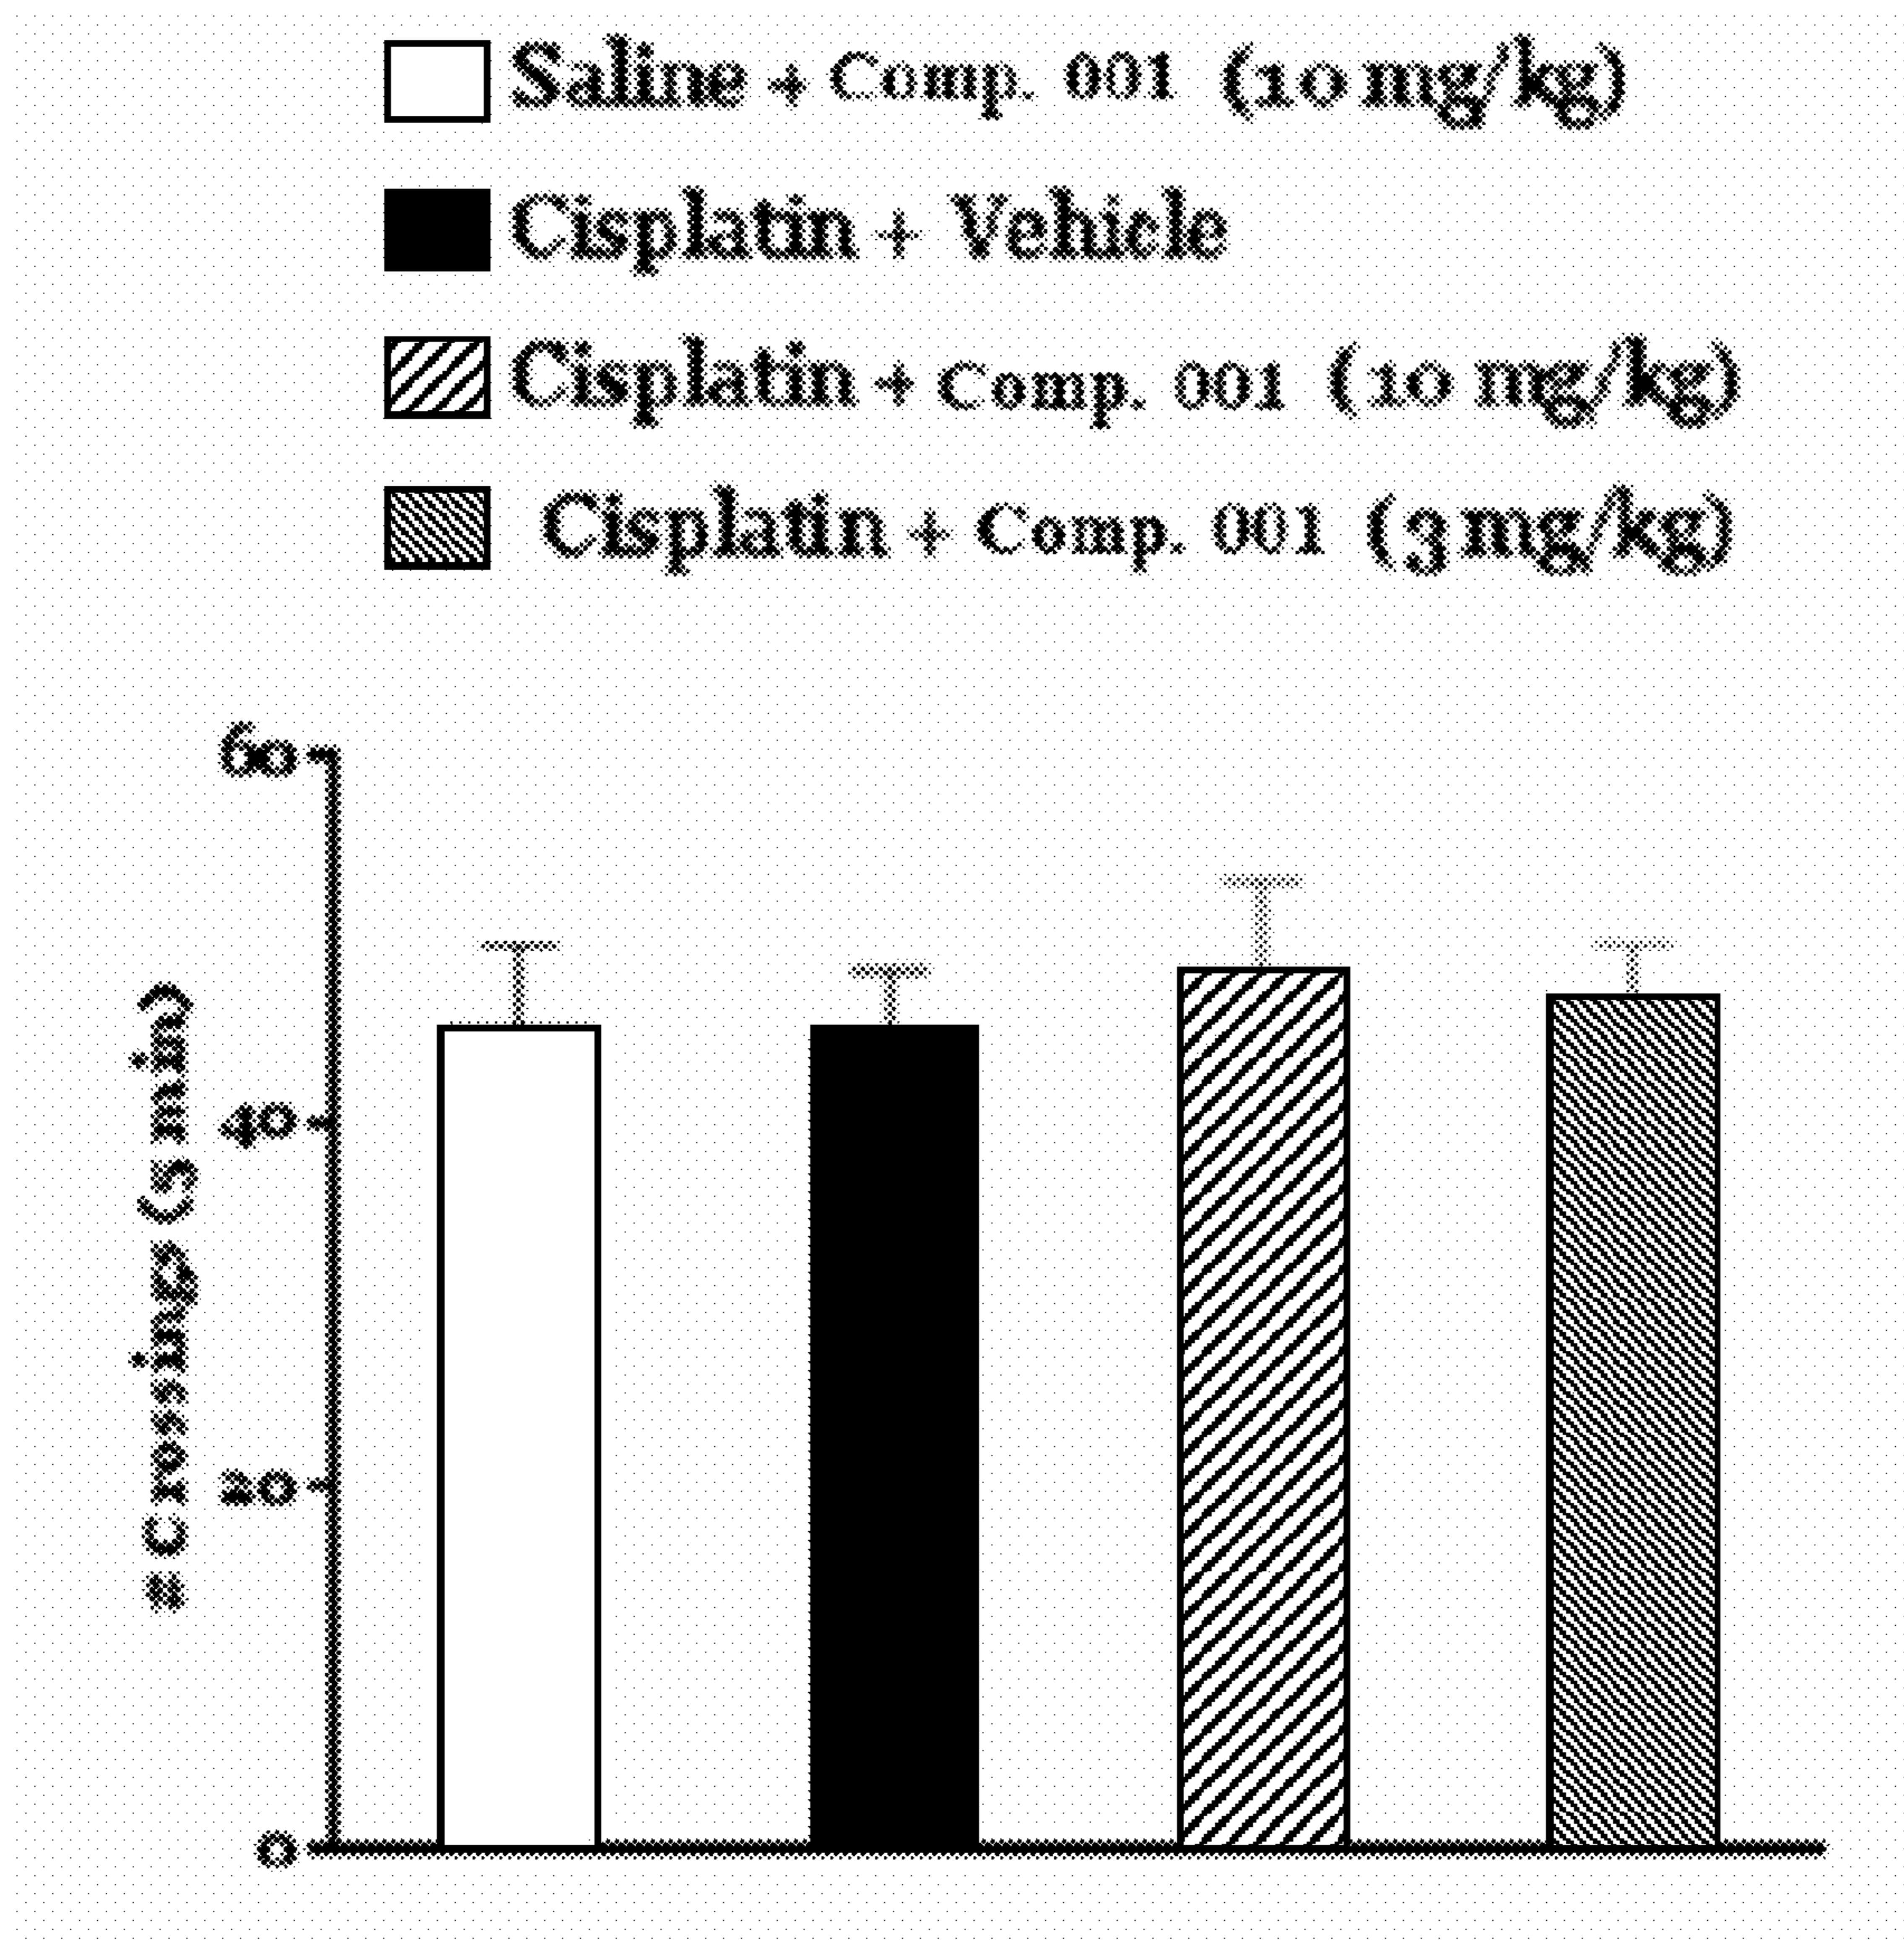 Saline + Comp. 001 (10 mg/kg)
Cisplatin + Vehicle
Cisplatin + Comp. 001 (10 mg/kg)
Cisplatin + Comp. 001 (3 mg/kg)
60
40
20
0
# Crossings (5 min)